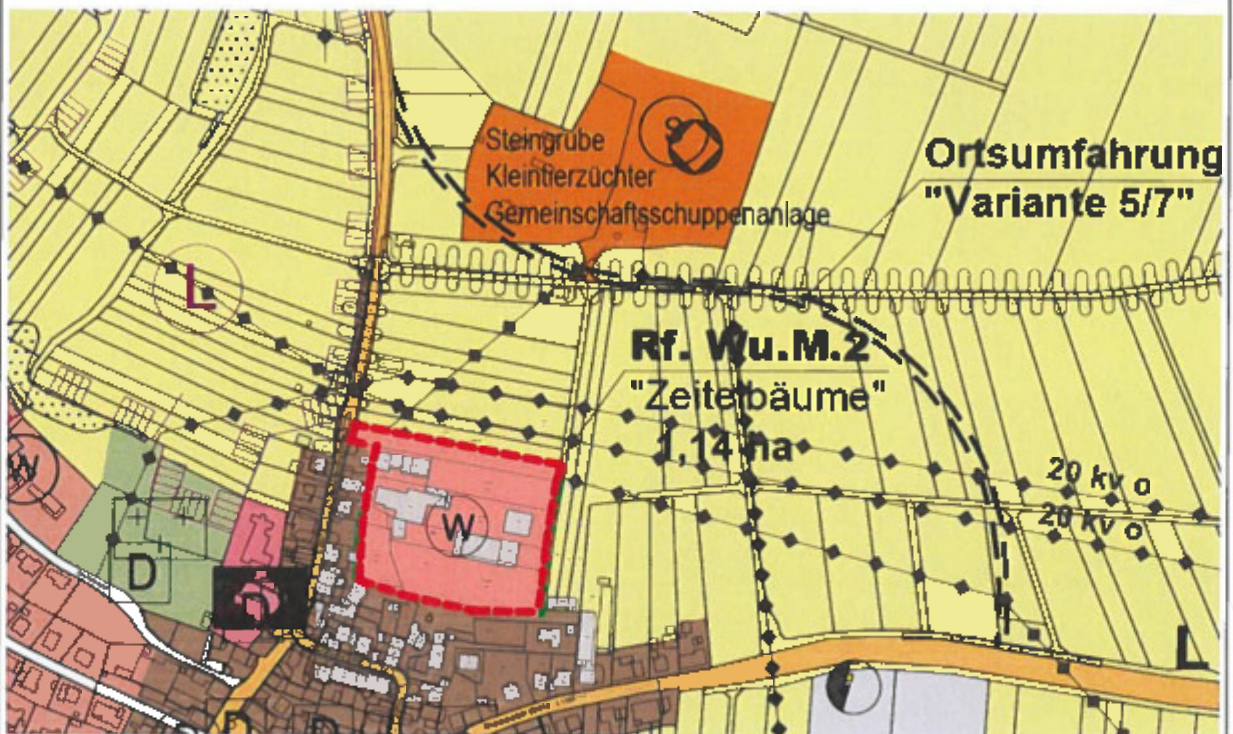 Steingrube
Kleintierzüchter
Gemeinschaftsschuppenanlage
Ortsumfahrung
"Variante 5/7"
L
Rf. Wu.M.2
"Zeitelbäume"
1,14 ha
20 kv o
20 kv o
W
W
D
D
L
D
D